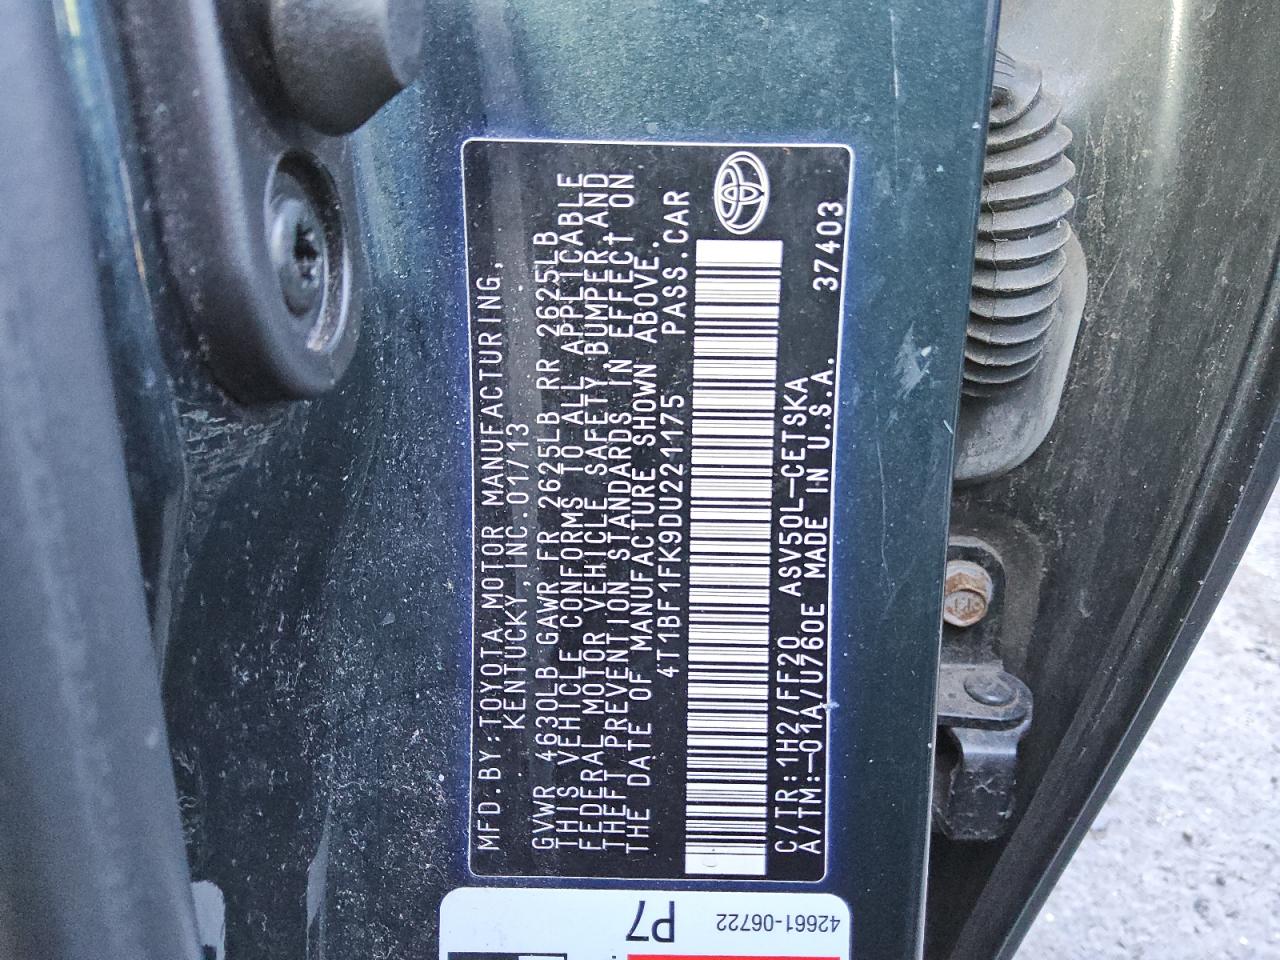 MFD.BY:TOYOTA MOTOR MANUFACTURING,
KENTUCKY, INC.01/13
GVWR 4630LB GAWR FR 2625LB RR 2625LB
THIS VEHICLE CONFORMS TO ALL APPLICABLE
FEDERAL MOTOR VEHICLE SAFETY,BUMPER,AND
THEFT PREVENTION STANDARDS IN EFFECT ON
THE DATE OF MANUFACTURE SHOWN ABOVE.
4T1BF1FK9DU221175 PASS.CAR
C/TR:1H2/FF20 ASV50L-CETSKA
A/TM:-01A/U760E MADE IN U.S.A. 37403
42661-06722
P7